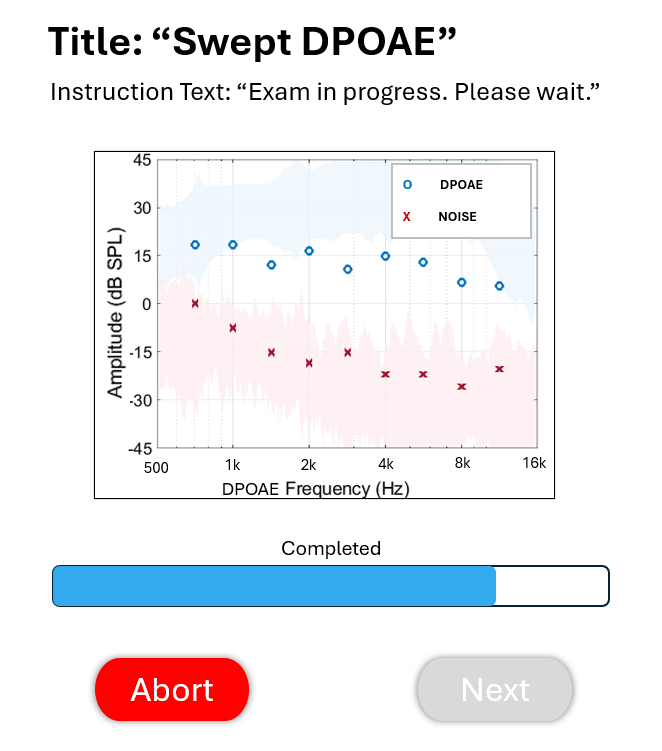 Title: “Swept DPOAE”
Instruction Text: “Exam in progress. Please wait.”
45
30
15
0
-15
-30
-45
Amplitude (dB SPL)
DPOAE
NOISE
500 1k 2k 4k 8k 16k
DPOAE Frequency (Hz)
Completed
Abort Next